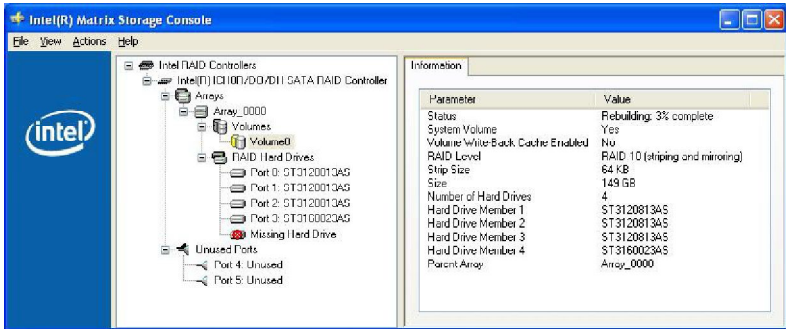 Intel(R) Matrix Storage Console
File View Actions Help
intel
Intel RAID Controllers
Intel(R) SATA RAID Controller
Arrays
Array_0000
Volumes
Volume0
RAID Hard Drives
Port 0: ST3120813AS
Port 1: ST3120813AS
Port 2: ST3120813AS
Port 3: ST3160023AS
Missing Hard Drive
Unused Ports
Port 4: Unused
Port 5: Unused
Information
Parameter Value
Status Rebuilding: 3% complete
System Volume Yes
Volume Write-Back Cache Enabled No
RAID Level RAID 10 (striping and mirroring)
Strip Size 64 KB
Size 149 GB
Number of Hard Drives 4
Hard Drive Member 1 ST3120813AS
Hard Drive Member 2 ST3120813AS
Hard Drive Member 3 ST3120813AS
Hard Drive Member 4 ST3160023AS
Parent Array Array_0000